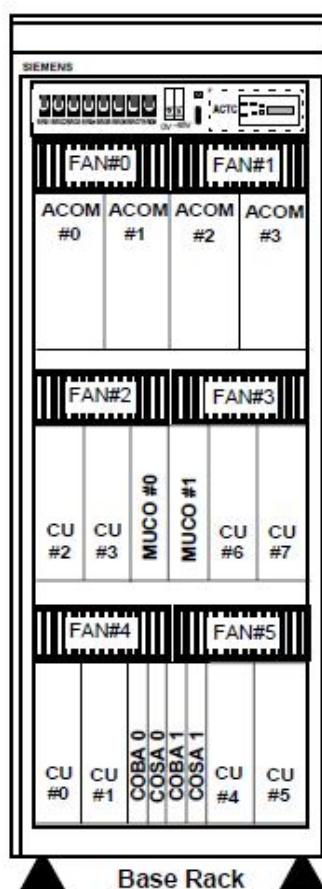 SIEMENS
ACTC
0V -48V
FAN#0 FAN#1
ACOM #0 ACOM #1 ACOM #2 ACOM #3
FAN#2 FAN#3
CU #2 CU #3 MUCO #0 MUCO #1 CU #6 CU #7
FAN#4 FAN#5
CU #0 CU #1 COBA 0 COSA 0 COBA 1 COSA 1 CU #4 CU #5
Base Rack